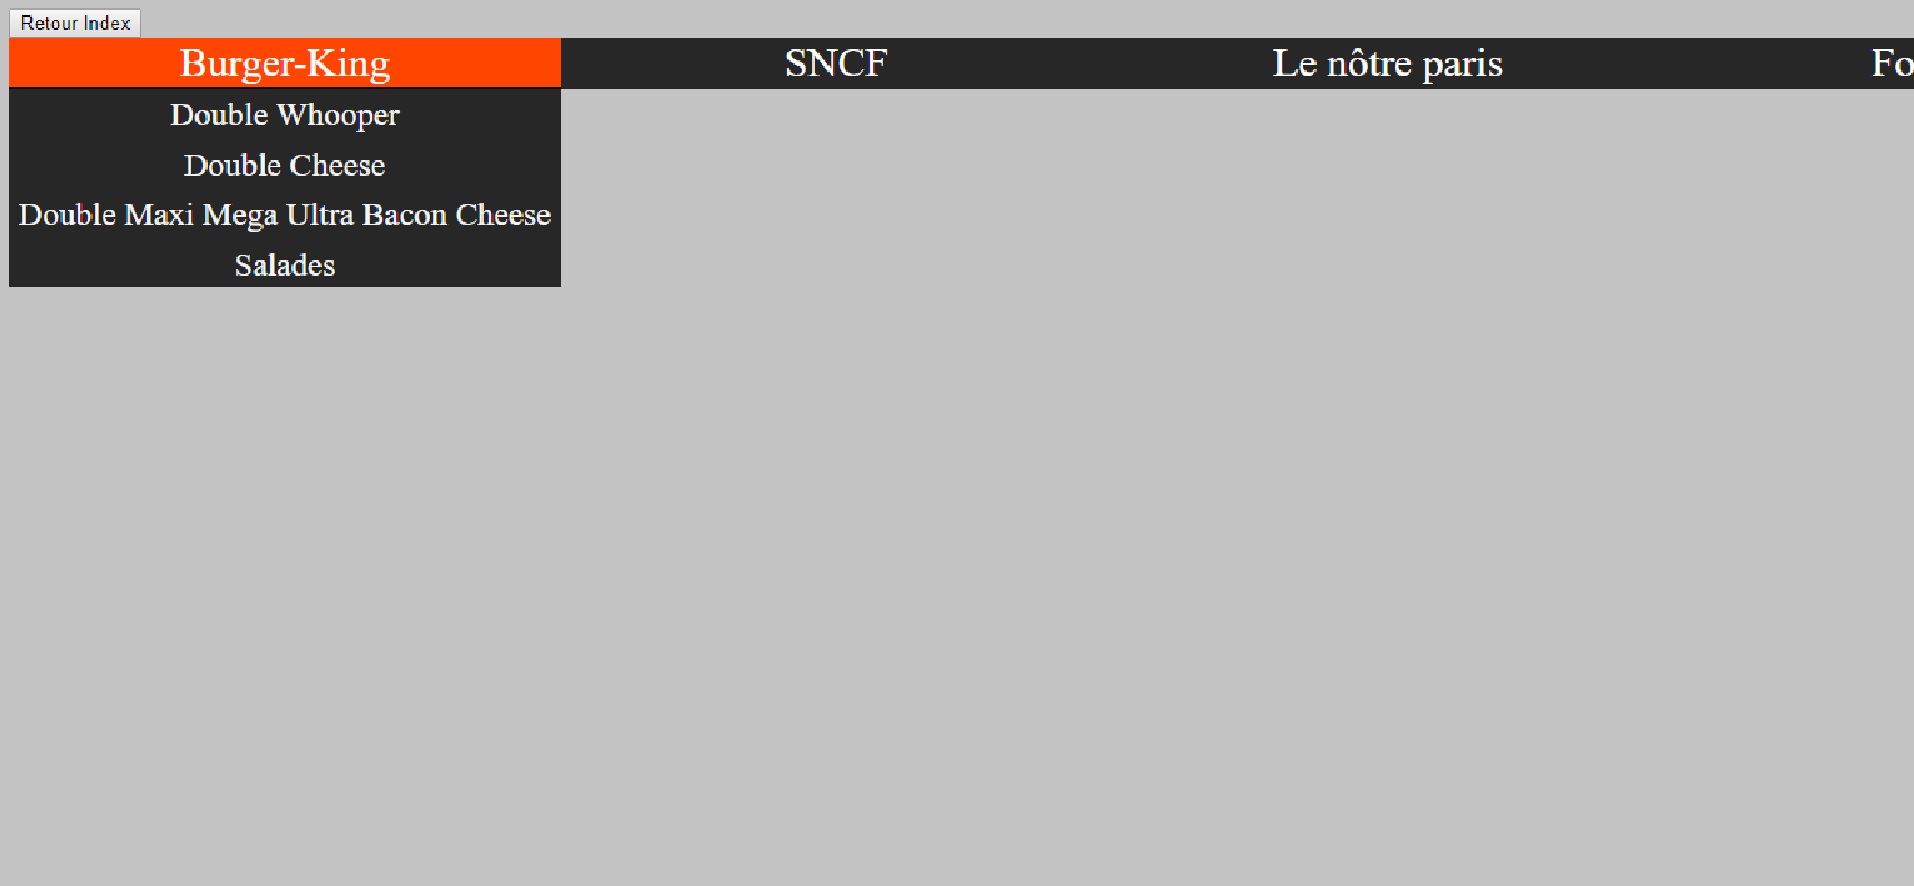 Retour Index
Burger-King SNCF Le nôtre paris Fo
Double Whooper
Double Cheese
Double Maxi Mega Ultra Bacon Cheese
Salades